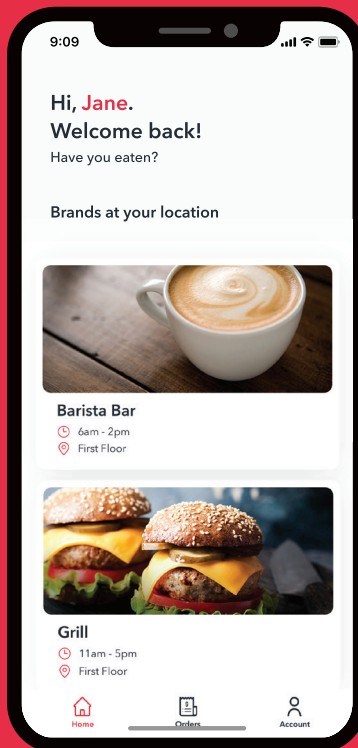 9:09
Hi, Jane.
Welcome back!
Have you eaten?
Brands at your location
Barista Bar
6am - 2pm
First Floor
Grill
11am - 5pm
First Floor
Home Orders Account